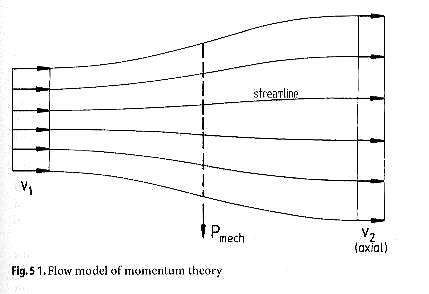 streamline
V1
Pmech
V2
(axial)
Fig. 5 1. Flow model of momentum theory